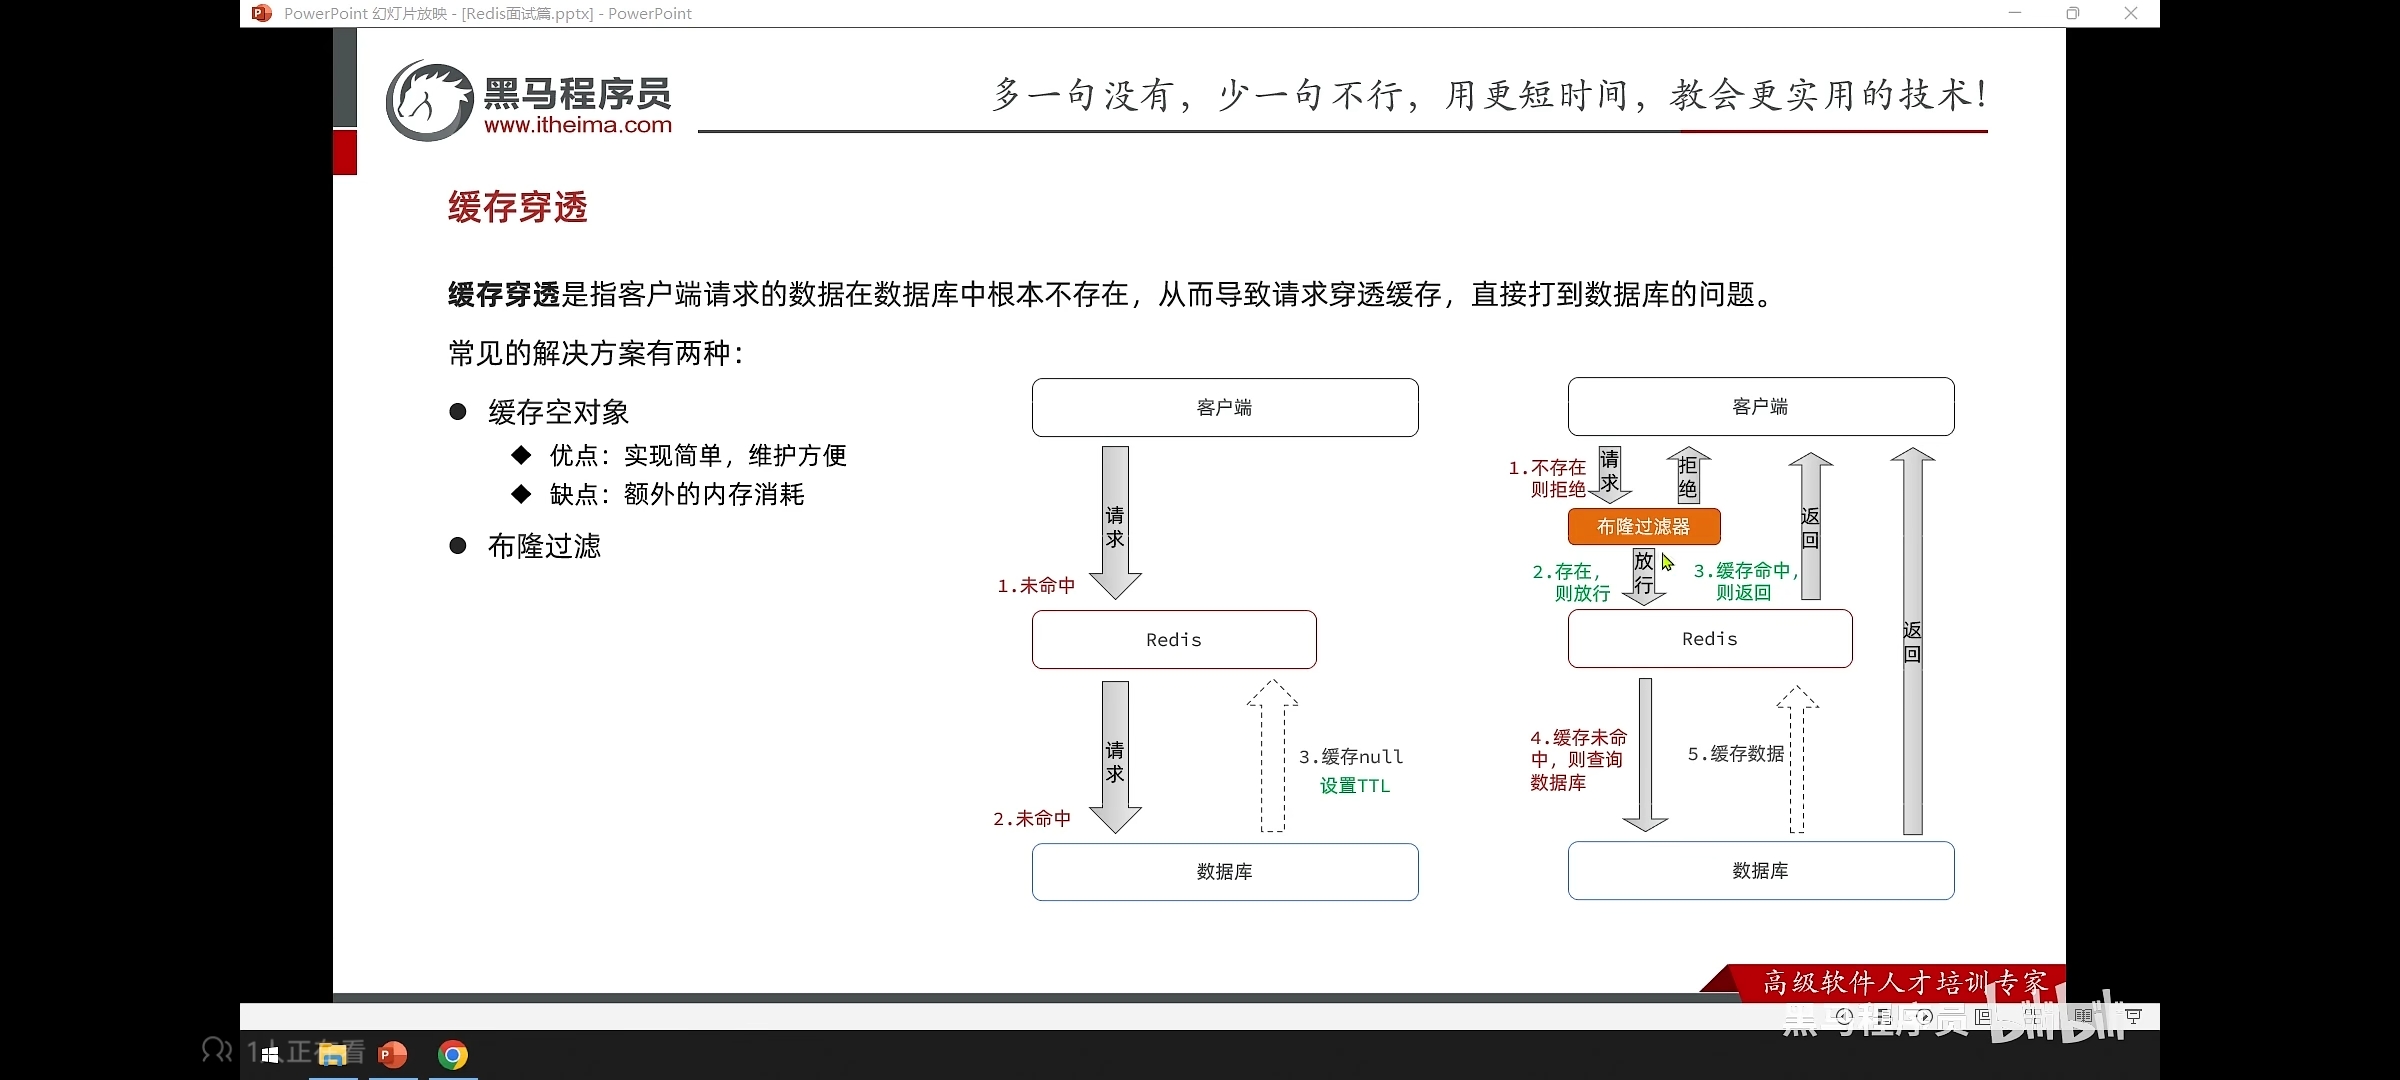 PowerPoint 幻灯片放映 - [Redis面试篇.pptx] - PowerPoint
黑马程序员
www.itheima.com
多一句没有，少一句不行，用更短时间，教会更实用的技术！
缓存穿透
缓存穿透是指客户端请求的数据在数据库中根本不存在，从而导致请求穿透缓存，直接打到数据库的问题。
常见的解决方案有两种：
缓存空对象
优点：实现简单，维护方便
缺点：额外的内存消耗
布隆过滤
客户端
请求
1.未命中
Redis
请求
2.未命中
3.缓存null
设置TTL
数据库
客户端
1.不存在
则拒绝
请求
拒绝
布隆过滤器
2.存在，
则放行
放行
3.缓存命中，
则返回
返回
Redis
返回
4.缓存未命
中，则查询
数据库
5.缓存数据
数据库
高级软件人才培训专家
黑马程序员 bilibili
1人正在看